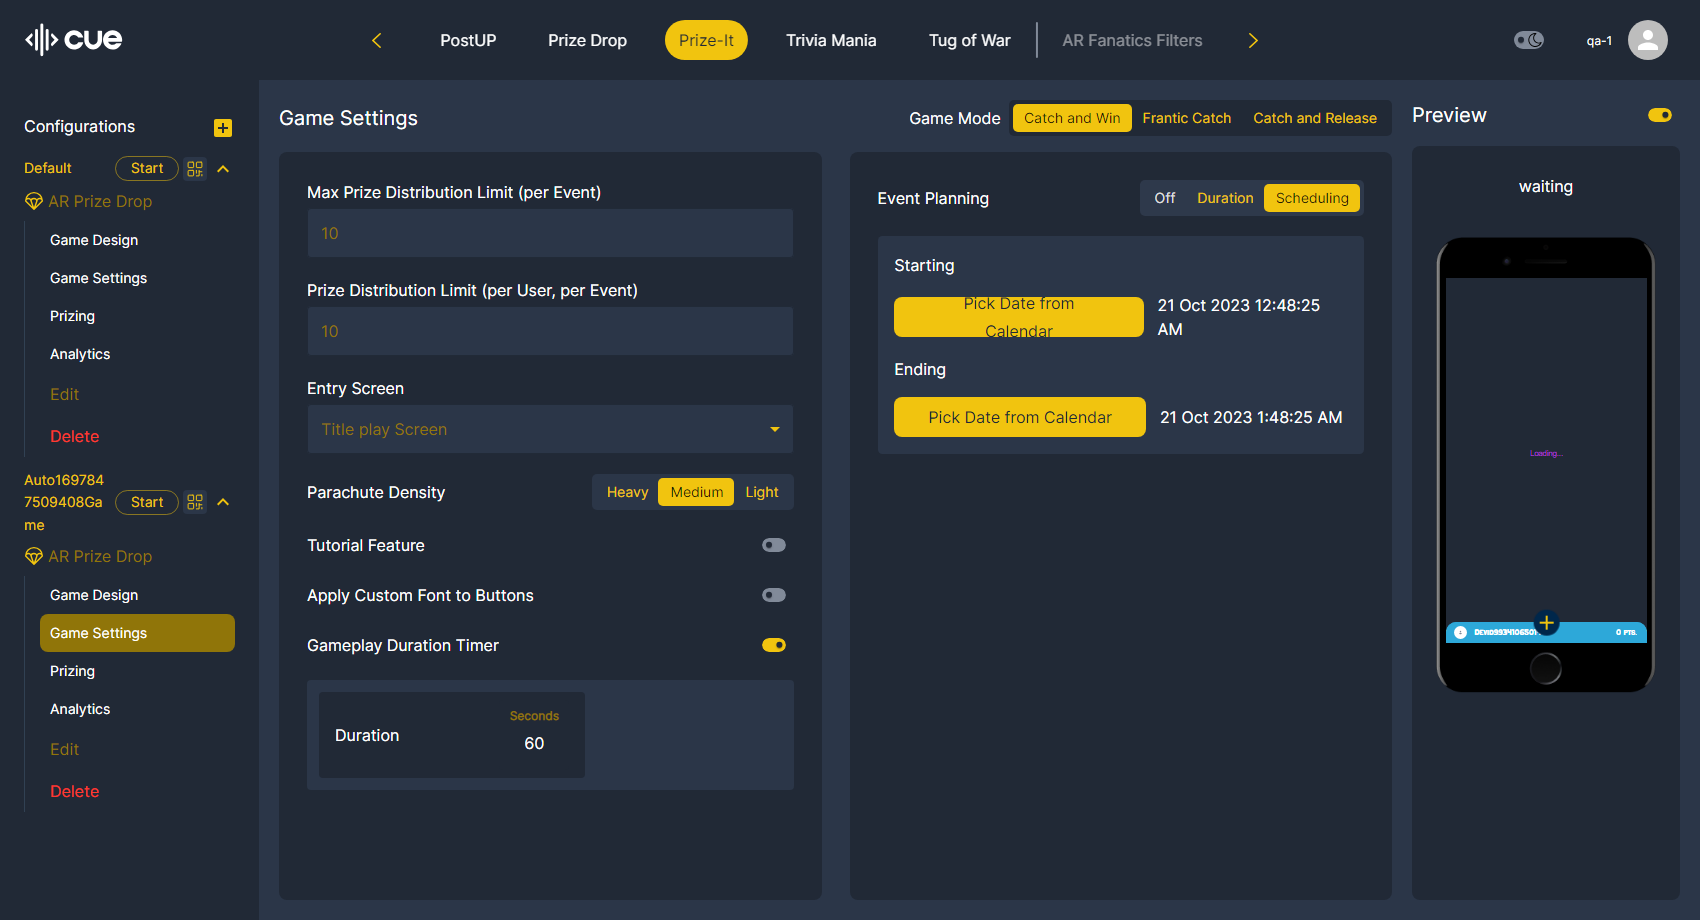 cue
PostUP
Prize Drop
Prize-It
Trivia Mania
Tug of War
AR Fanatics Filters
qa-1
Configurations
Default
Start
AR Prize Drop
Game Design
Game Settings
Prizing
Analytics
Edit
Delete
Auto169784
7509408Ga
me
Start
AR Prize Drop
Game Design
Game Settings
Prizing
Analytics
Edit
Delete
Game Settings
Game Mode
Catch and Win
Frantic Catch
Catch and Release
Max Prize Distribution Limit (per Event)
10
Prize Distribution Limit (per User, per Event)
10
Entry Screen
Title play Screen
Parachute Density
Heavy
Medium
Light
Tutorial Feature
Apply Custom Font to Buttons
Gameplay Duration Timer
Duration
Seconds
60
Event Planning
Off
Duration
Scheduling
Starting
Pick Date from
Calendar
21 Oct 2023 12:48:25
AM
Ending
Pick Date from Calendar
21 Oct 2023 1:48:25 AM
Preview
waiting
Loading...
0 PTS.